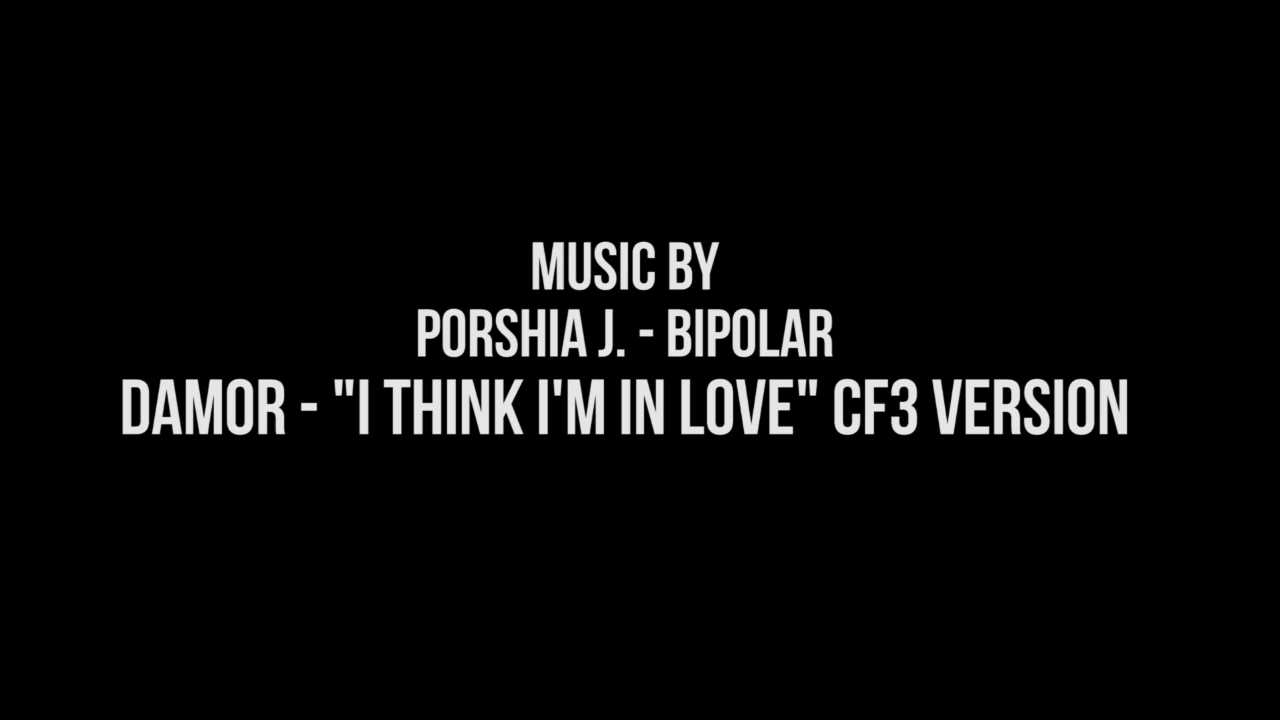 MUSIC BY
PORSHIA J. - BIPOLAR
DAMOR - "I THINK I'M IN LOVE" CF3 VERSION